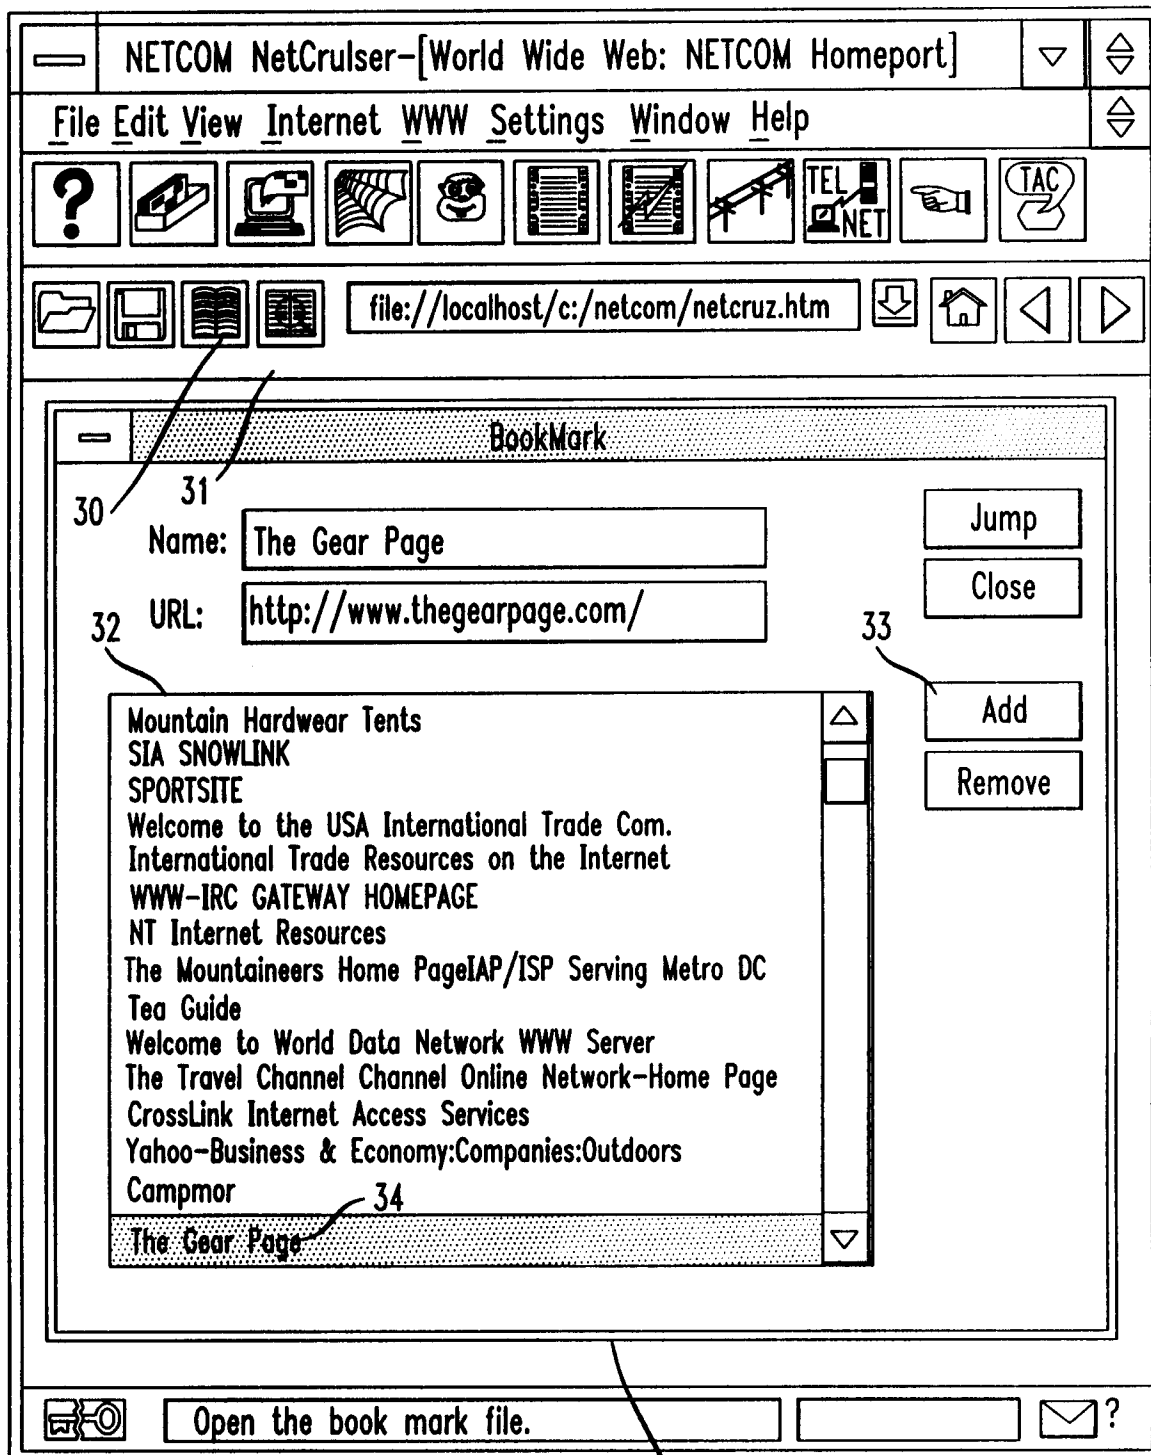 NETCOM NetCruIser-[World Wide Web: NETCOM Homeport]
File Edit View Internet WWW Settings Window Help
?
TEL
NET
TAC
file://localhost/c:/netcom/netcruz.htm
BookMark
30
31
Name: The Gear Page
Jump
URL: http://www.thegearpage.com/
Close
32
33
Add
Remove
Mountain Hardwear Tents
SIA SNOWLINK
SPORTSITE
Welcome to the USA International Trade Com.
International Trade Resources on the Internet
WWW-IRC GATEWAY HOMEPAGE
NT Internet Resources
The Mountaineers Home PageIAP/ISP Serving Metro DC
Tea Guide
Welcome to World Data Network WWW Server
The Travel Channel Channel Online Network-Home Page
CrossLink Internet Access Services
Yahoo-Business & Economy:Companies:Outdoors
Campmor
34
The Gear Page
Open the book mark file.
?